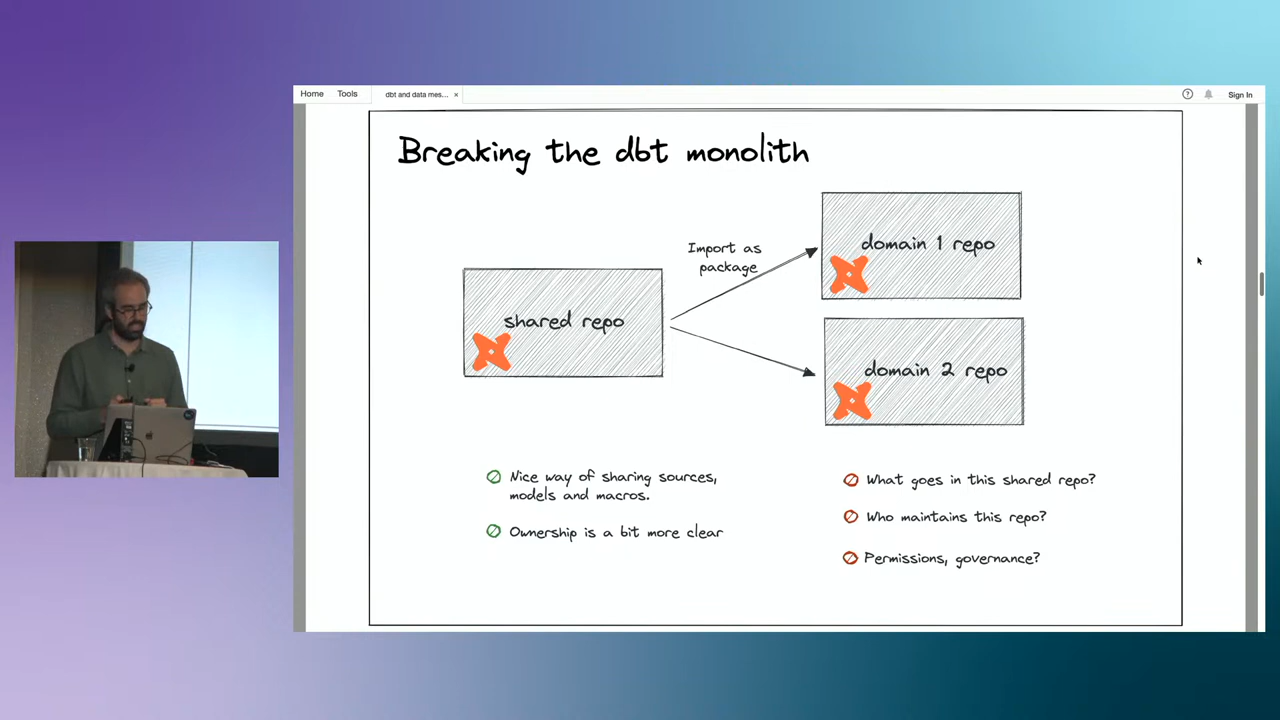 Home Tools dbt and data mes... × ? Sign In
Breaking the dbt monolith
shared repo
Import as
package
domain 1 repo
domain 2 repo
Nice way of sharing sources,
models and macros.
Ownership is a bit more clear
What goes in this shared repo?
Who maintains this repo?
Permissions, governance?